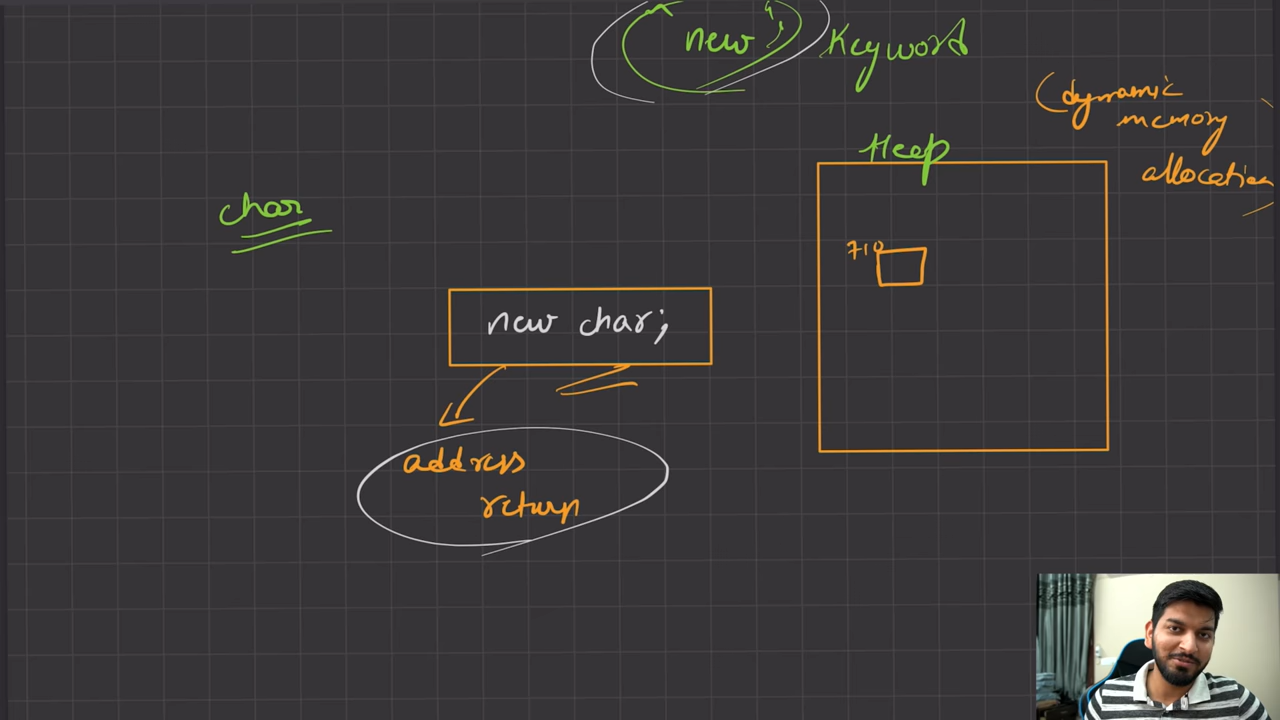 "new" Keyword
(dynamic
memory
allocation
Heap
char
710
new char;
address
return